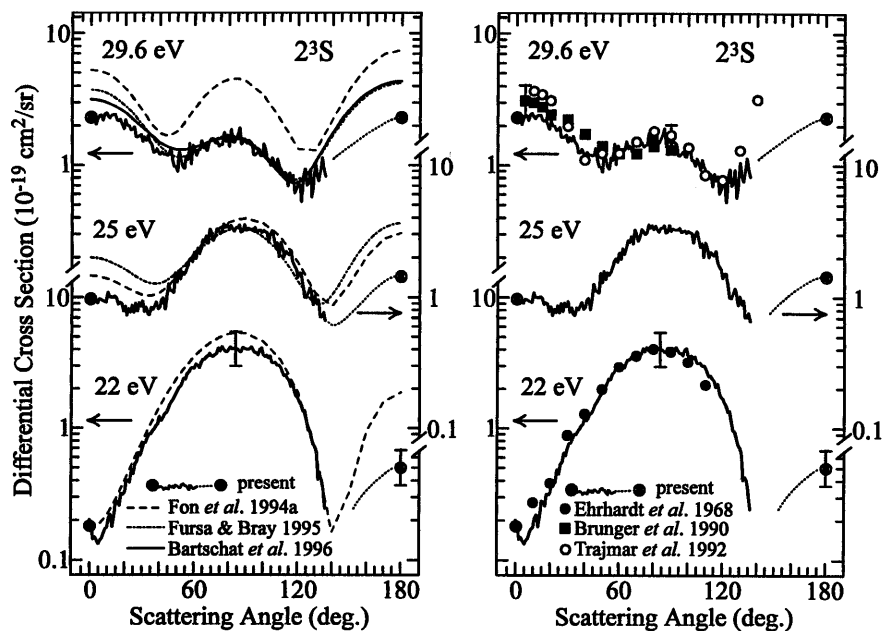 10
29.6 eV
2³S
1
10
25 eV
10
1
22 eV
1
0.1
0.1
present
Fon et al. 1994a
Fursa & Bray 1995
Bartschat et al. 1996
0
60
120
180
Scattering Angle (deg.)
Differential Cross Section (10⁻¹⁹ cm²/sr)
10
29.6 eV
2³S
1
10
25 eV
10
1
22 eV
1
0.1
0.1
present
Ehrhardt et al. 1968
Brunger et al. 1990
Trajmar et al. 1992
0
60
120
180
Scattering Angle (deg.)